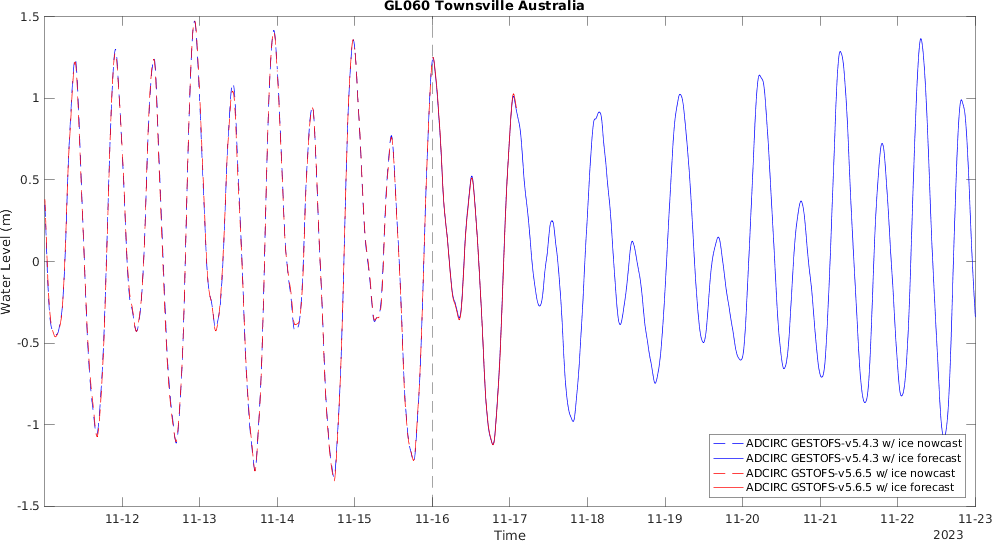 GL060 Townsville Australia
Water Level (m)
1.5
1
0.5
0
-0.5
-1
-1.5
ADCIRC GESTOFS-v5.4.3 w/ ice nowcast
ADCIRC GESTOFS-v5.4.3 w/ ice forecast
ADCIRC GSTOFS-v5.6.5 w/ ice nowcast
ADCIRC GSTOFS-v5.6.5 w/ ice forecast
11-12 11-13 11-14 11-15 11-16 11-17 11-18 11-19 11-20 11-21 11-22 11-23
Time
2023